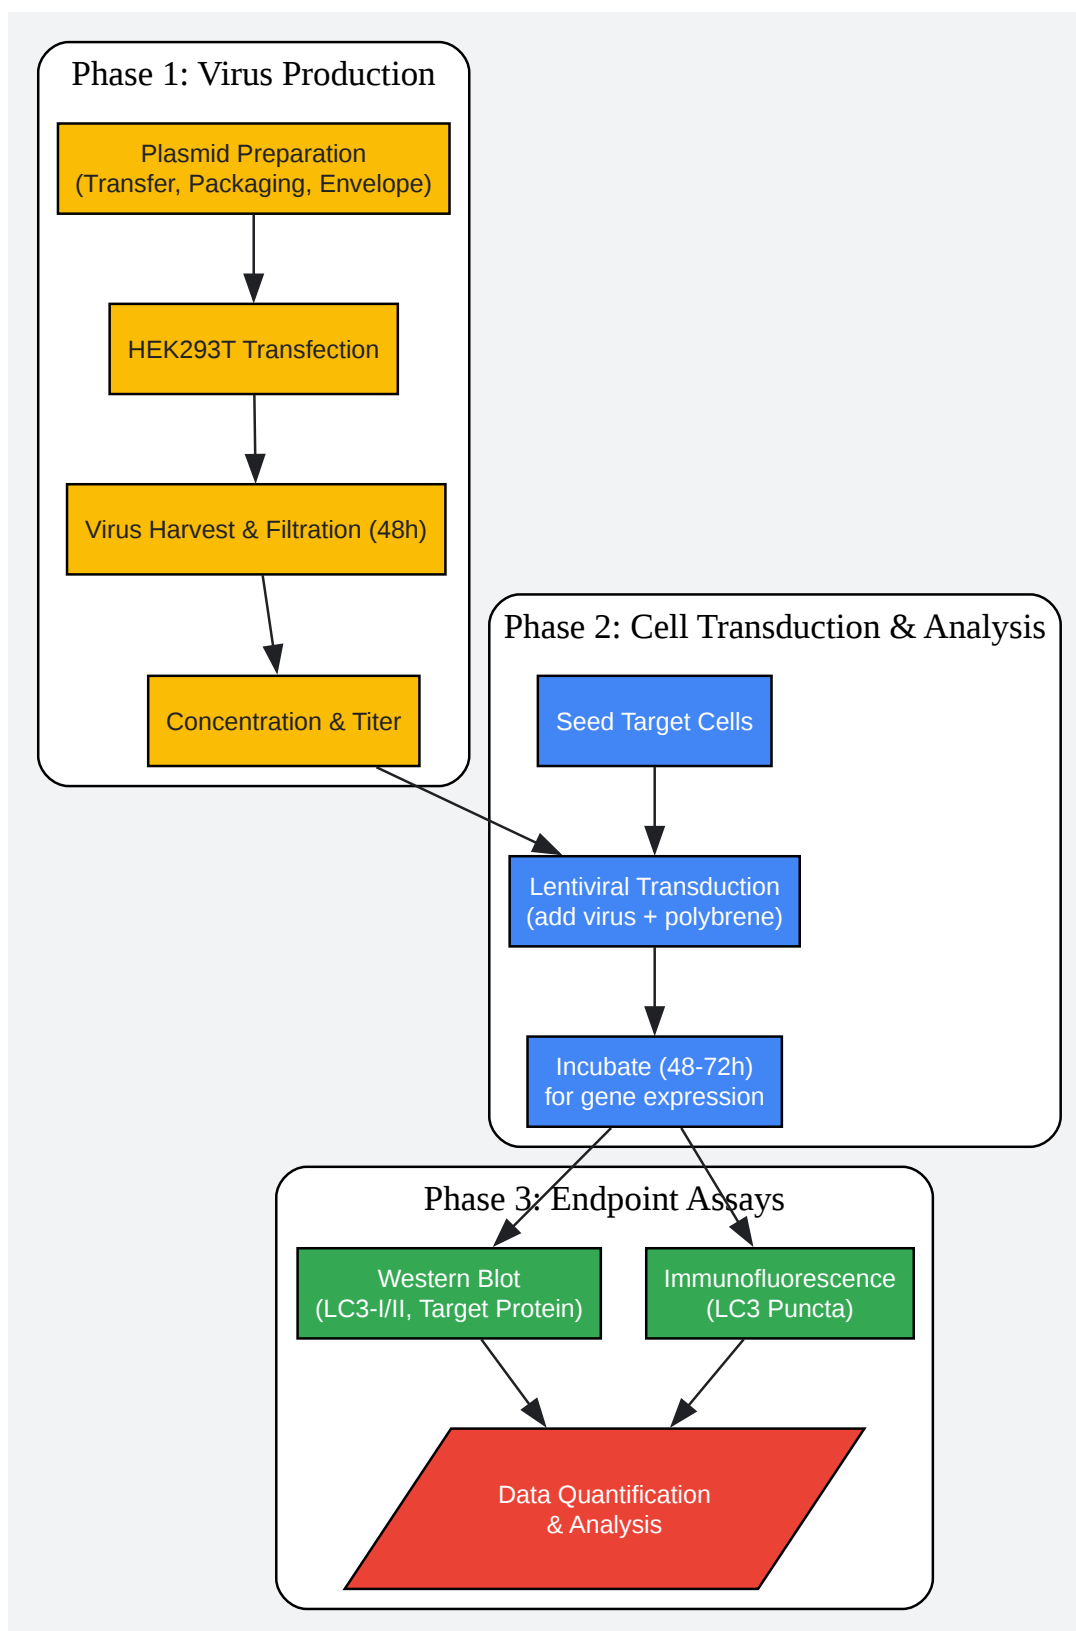 Phase 1: Virus Production
Plasmid Preparation
(Transfer, Packaging, Envelope)
HEK293T Transfection
Virus Harvest & Filtration (48h)
Concentration & Titer
Phase 2: Cell Transduction & Analysis
Seed Target Cells
Lentiviral Transduction
(add virus + polybrene)
Incubate (48-72h)
for gene expression
Phase 3: Endpoint Assays
Western Blot
(LC3-I/II, Target Protein)
Immunofluorescence
(LC3 Puncta)
Data Quantification
& Analysis